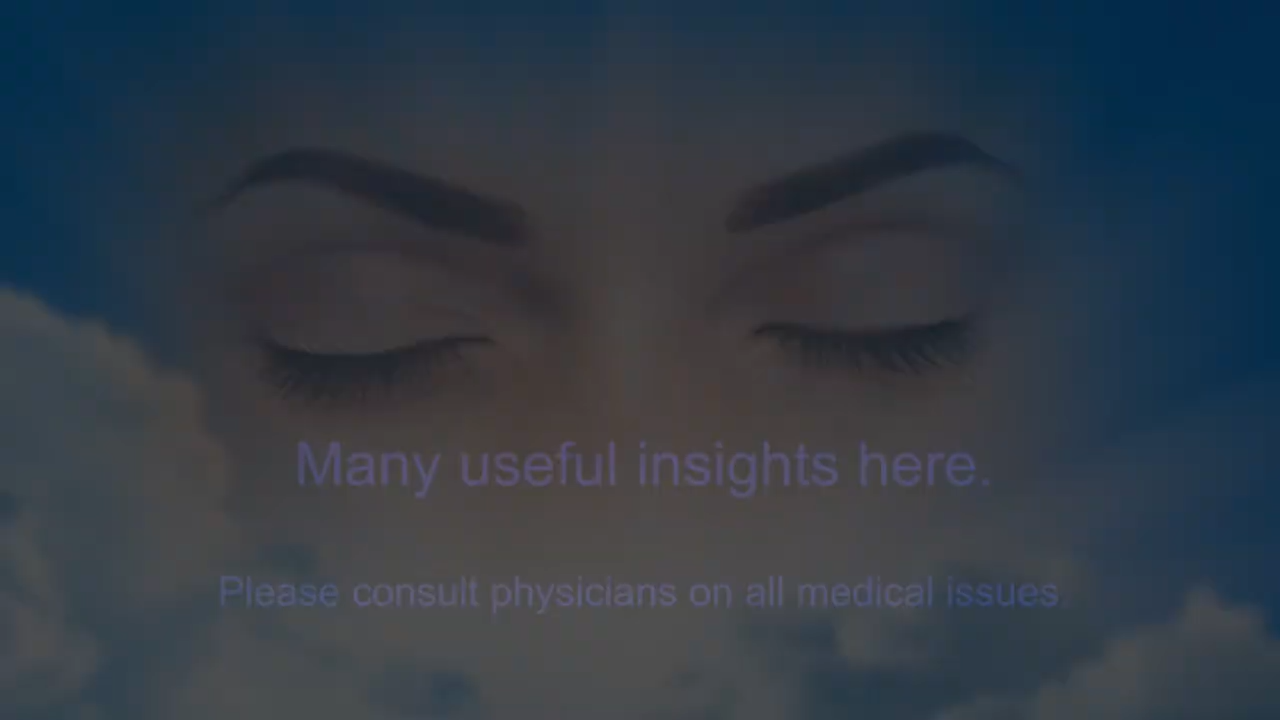 Many useful insights here.
Please consult physicians on all medical issues.